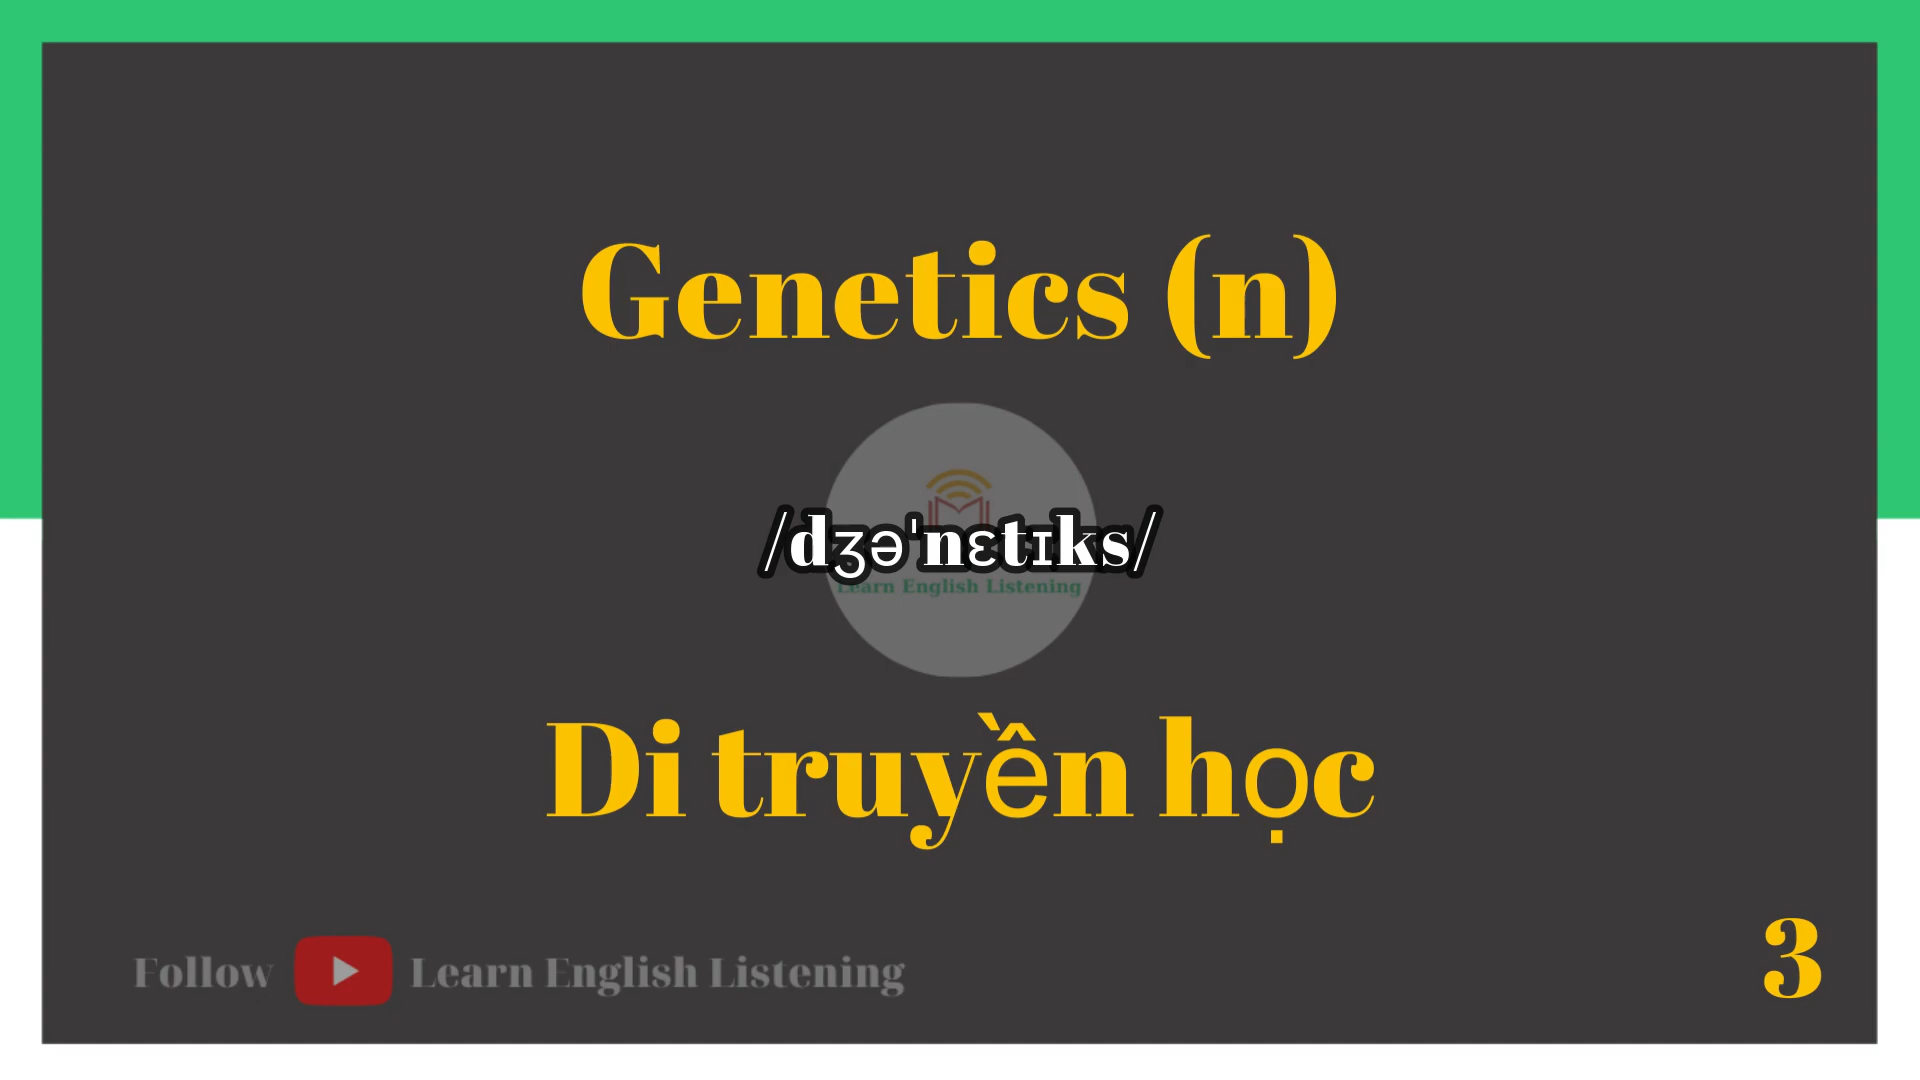 Genetics (n)
/dʒəˈnɛtɪks/
Learn English Listening
Di truyền học
Follow Learn English Listening
3